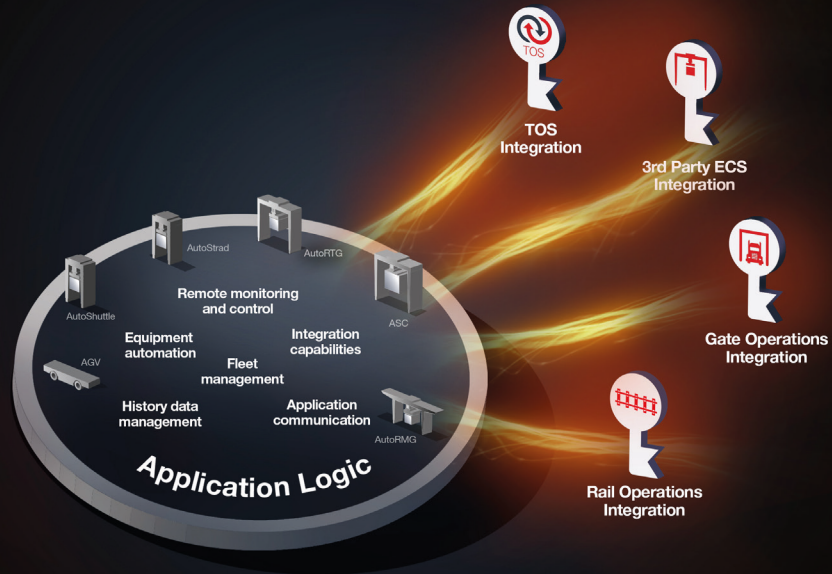 TOS
TOS
Integration
3rd Party ECS
Integration
Gate Operations
Integration
Rail Operations
Integration
AutoRTG
AutoStrad
AutoShuttle
ASC
AGV
AutoRMG
Remote monitoring
and control
Equipment
automation
Integration
capabilities
Fleet
management
History data
management
Application
communication
Application Logic